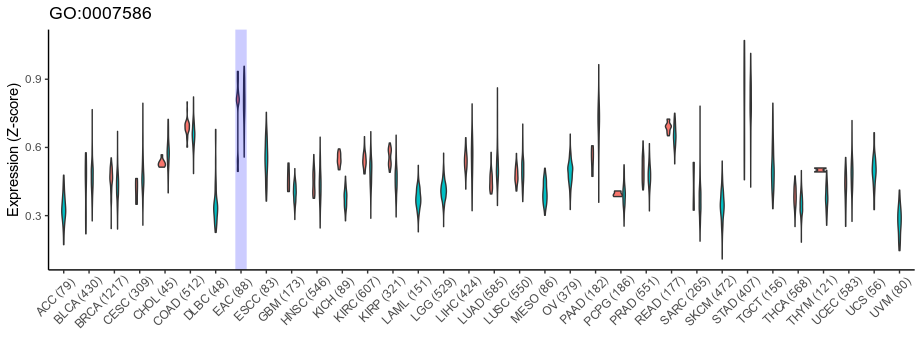 GO:0007586
Expression (Z-score)
0.9
0.6
0.3
ACC (79)
BLCA (430)
BRCA (1217)
CESC (309)
CHOL (45)
COAD (512)
DLBC (48)
EAC (88)
ESCC (83)
GBM (173)
HNSC (546)
KICH (89)
KIRC (607)
KIRP (321)
LAML (151)
LGG (529)
LIHC (424)
LUAD (585)
LUSC (550)
MESO (86)
OV (379)
PAAD (182)
PCPG (186)
PRAD (551)
READ (177)
SARC (265)
SKCM (472)
STAD (407)
TGCT (156)
THCA (568)
THYM (121)
UCEC (583)
UCS (56)
UVM (80)